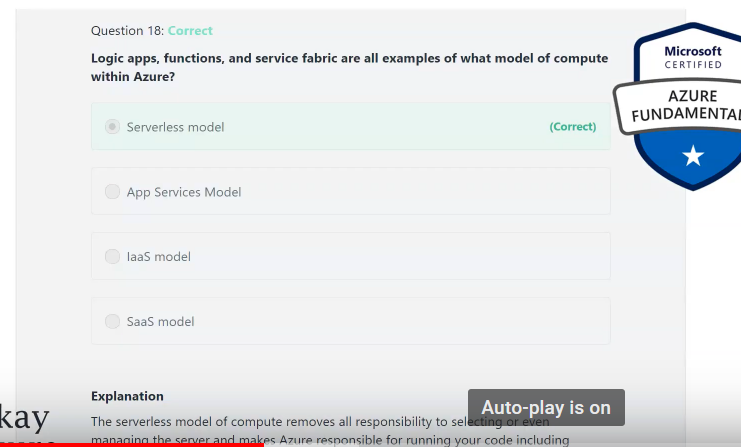 Question 18: Correct
Logic apps, functions, and service fabric are all examples of what model of compute
within Azure?
Serverless model
(Correct)
App Services Model
IaaS model
SaaS model
Explanation
The serverless model of compute removes all responsibility to selecting or even
managing the server and makes Azure responsible for running your code including
Microsoft
CERTIFIED
AZURE
FUNDAMENTAL
Auto-play is on
kay